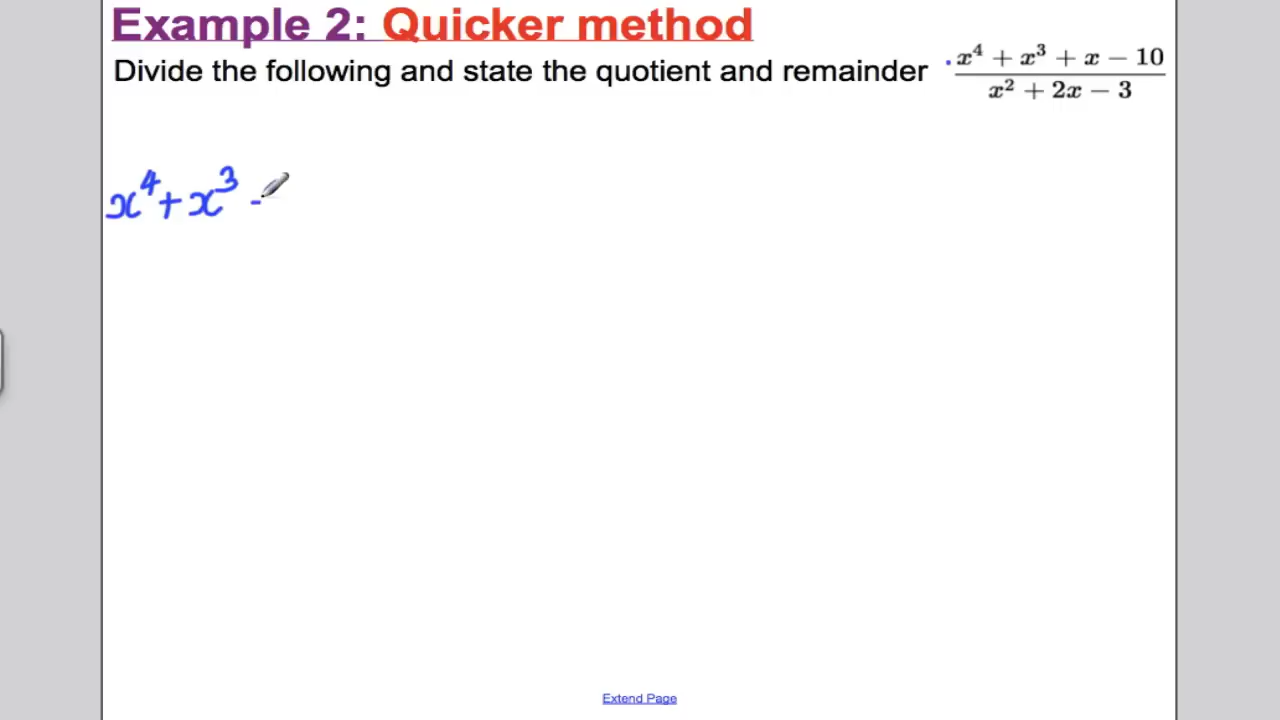 Example 2: Quicker method
Divide the following and state the quotient and remainder
x⁴ + x³ + x − 10
x² + 2x − 3
x⁴ + x³ -
Extend Page